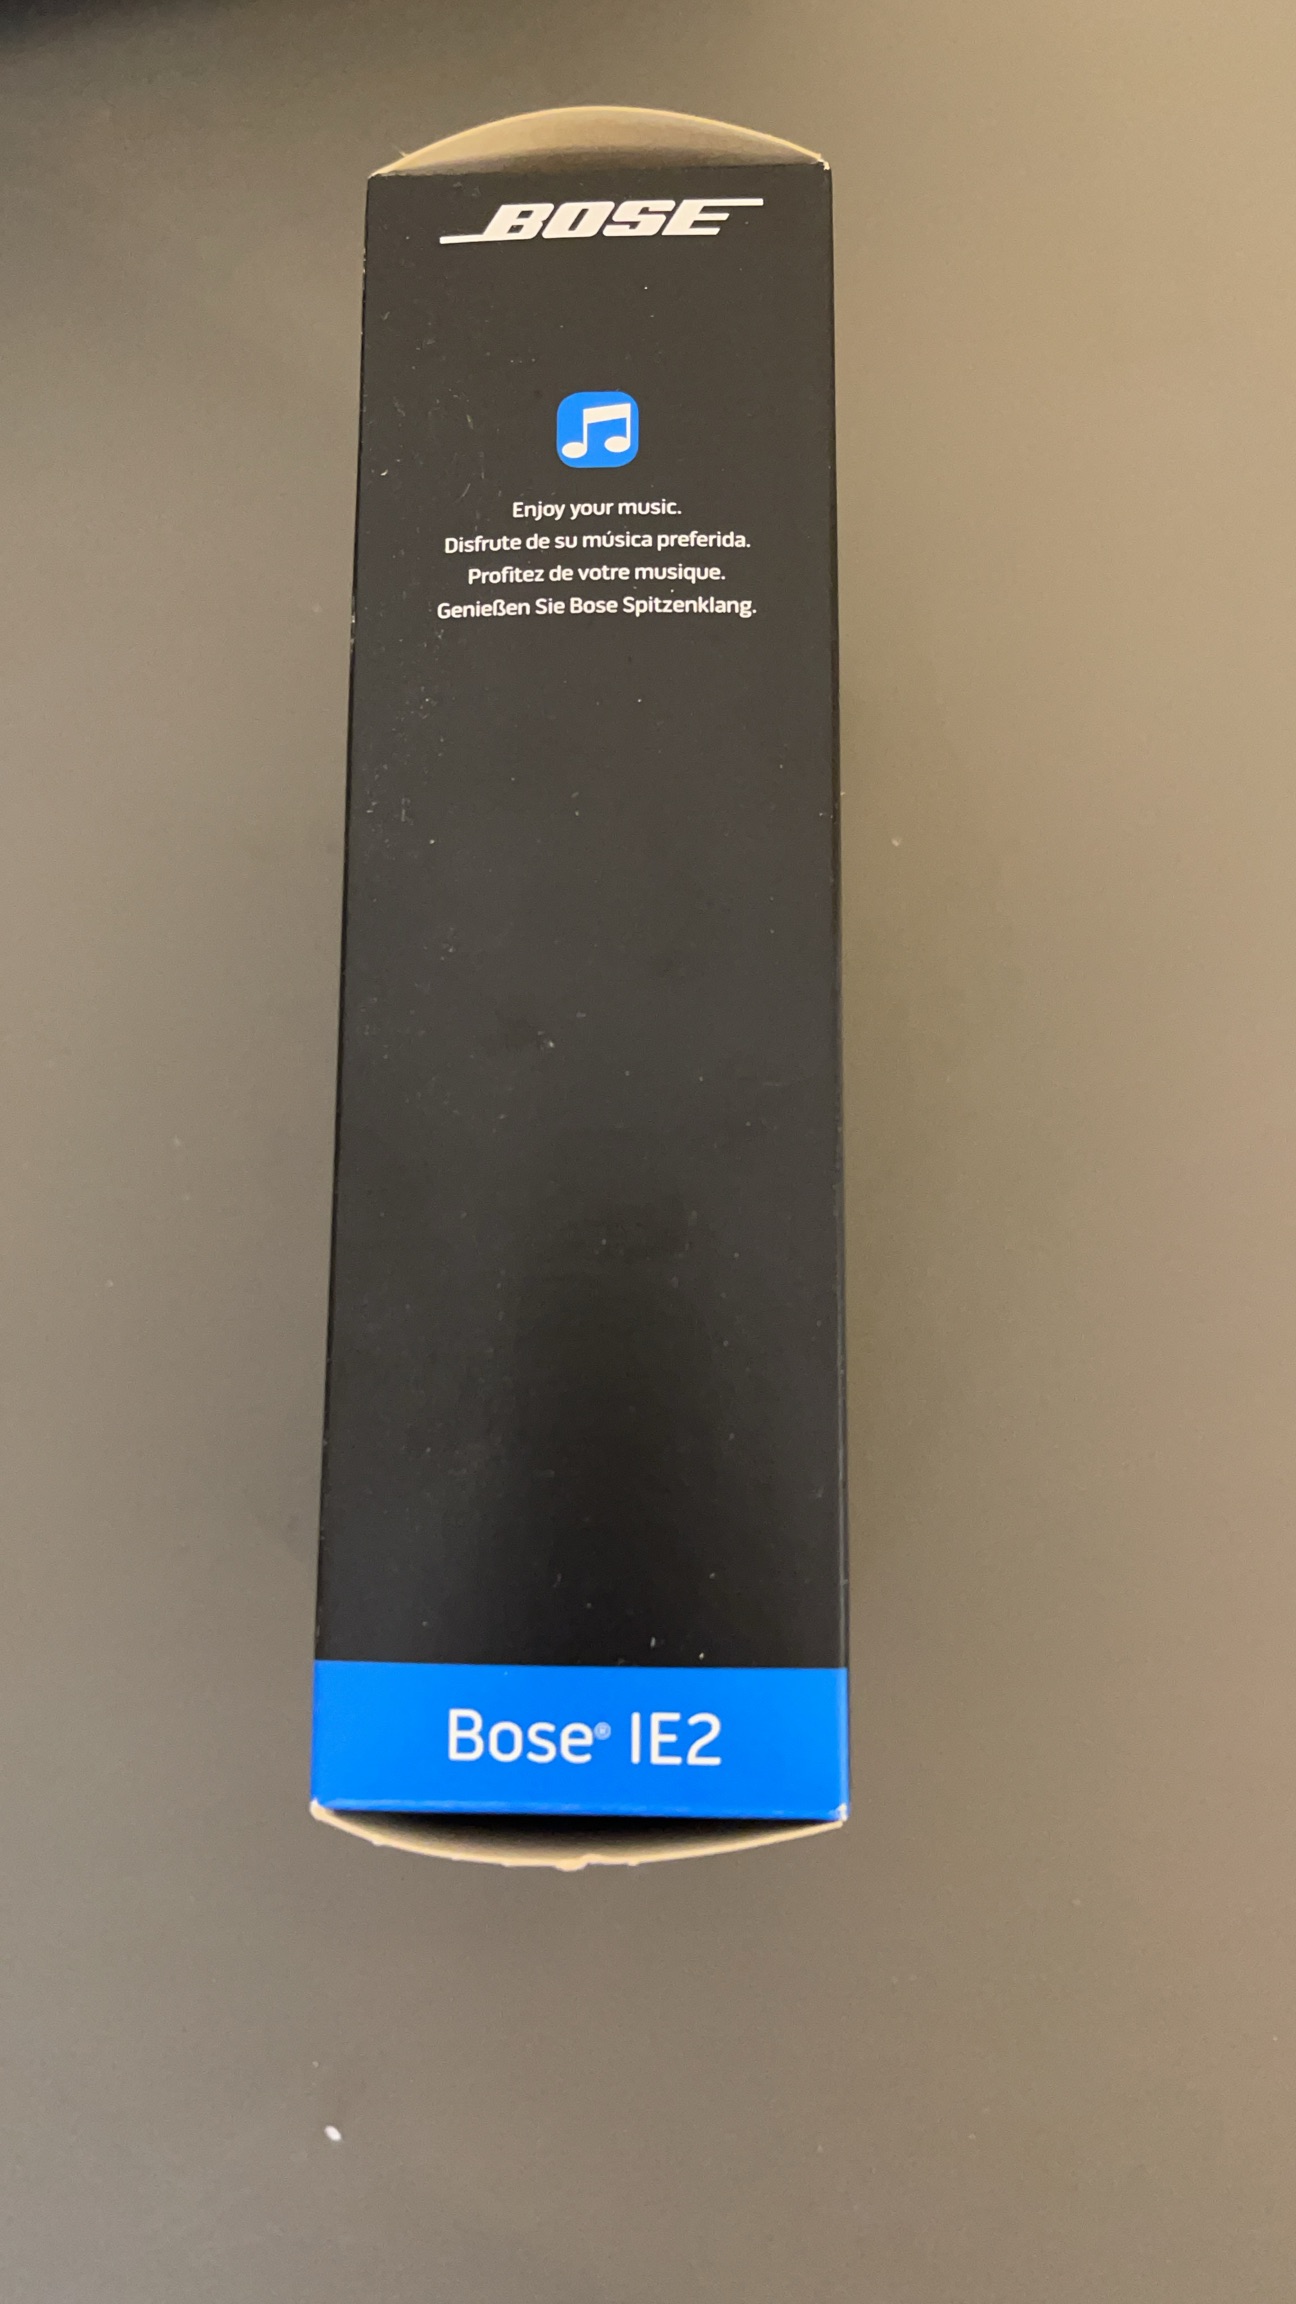 BOSE
Enjoy your music.
Disfrute de su música preferida.
Profitez de votre musique.
Genießen Sie Bose Spitzenklang.
Bose® IE2